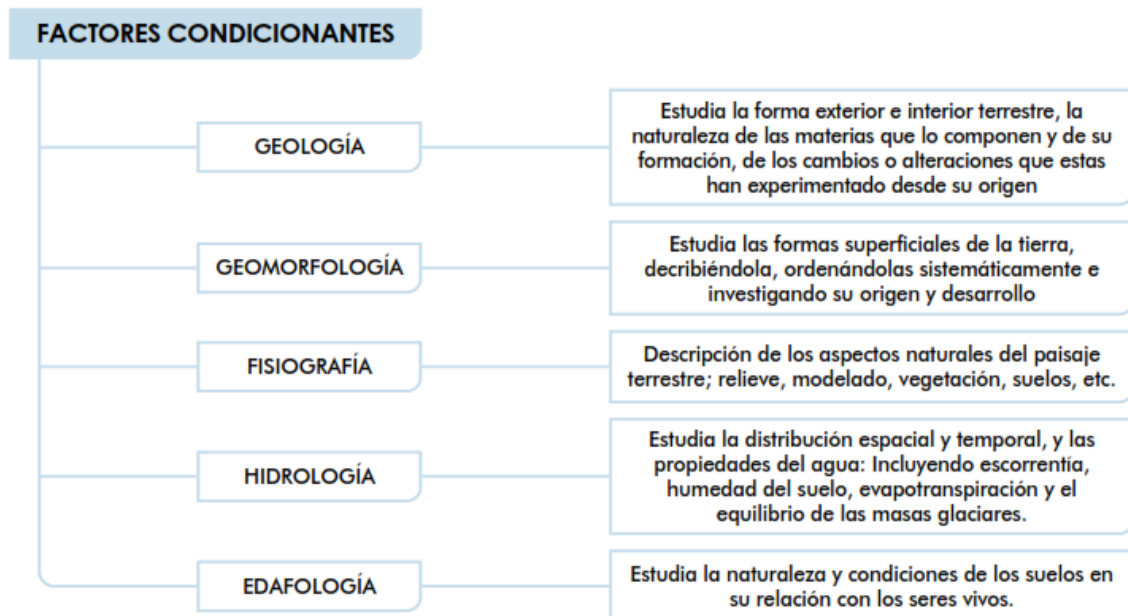 FACTORES CONDICIONANTES
GEOLOGÍA
Estudia la forma exterior e interior terrestre, la
naturaleza de las materias que lo componen y de su
formación, de los cambios o alteraciones que estas
han experimentado desde su origen
GEOMORFOLOGÍA
Estudia las formas superficiales de la tierra,
decribiéndola, ordenándolas sistemáticamente e
investigando su origen y desarrollo
FISIOGRAFÍA
Descripción de los aspectos naturales del paisaje
terrestre; relieve, modelado, vegetación, suelos, etc.
HIDROLOGÍA
Estudia la distribución espacial y temporal, y las
propiedades del agua: Incluyendo escorrentía,
humedad del suelo, evapotranspiración y el
equilibrio de las masas glaciares.
EDAFOLOGÍA
Estudia la naturaleza y condiciones de los suelos en
su relación con los seres vivos.